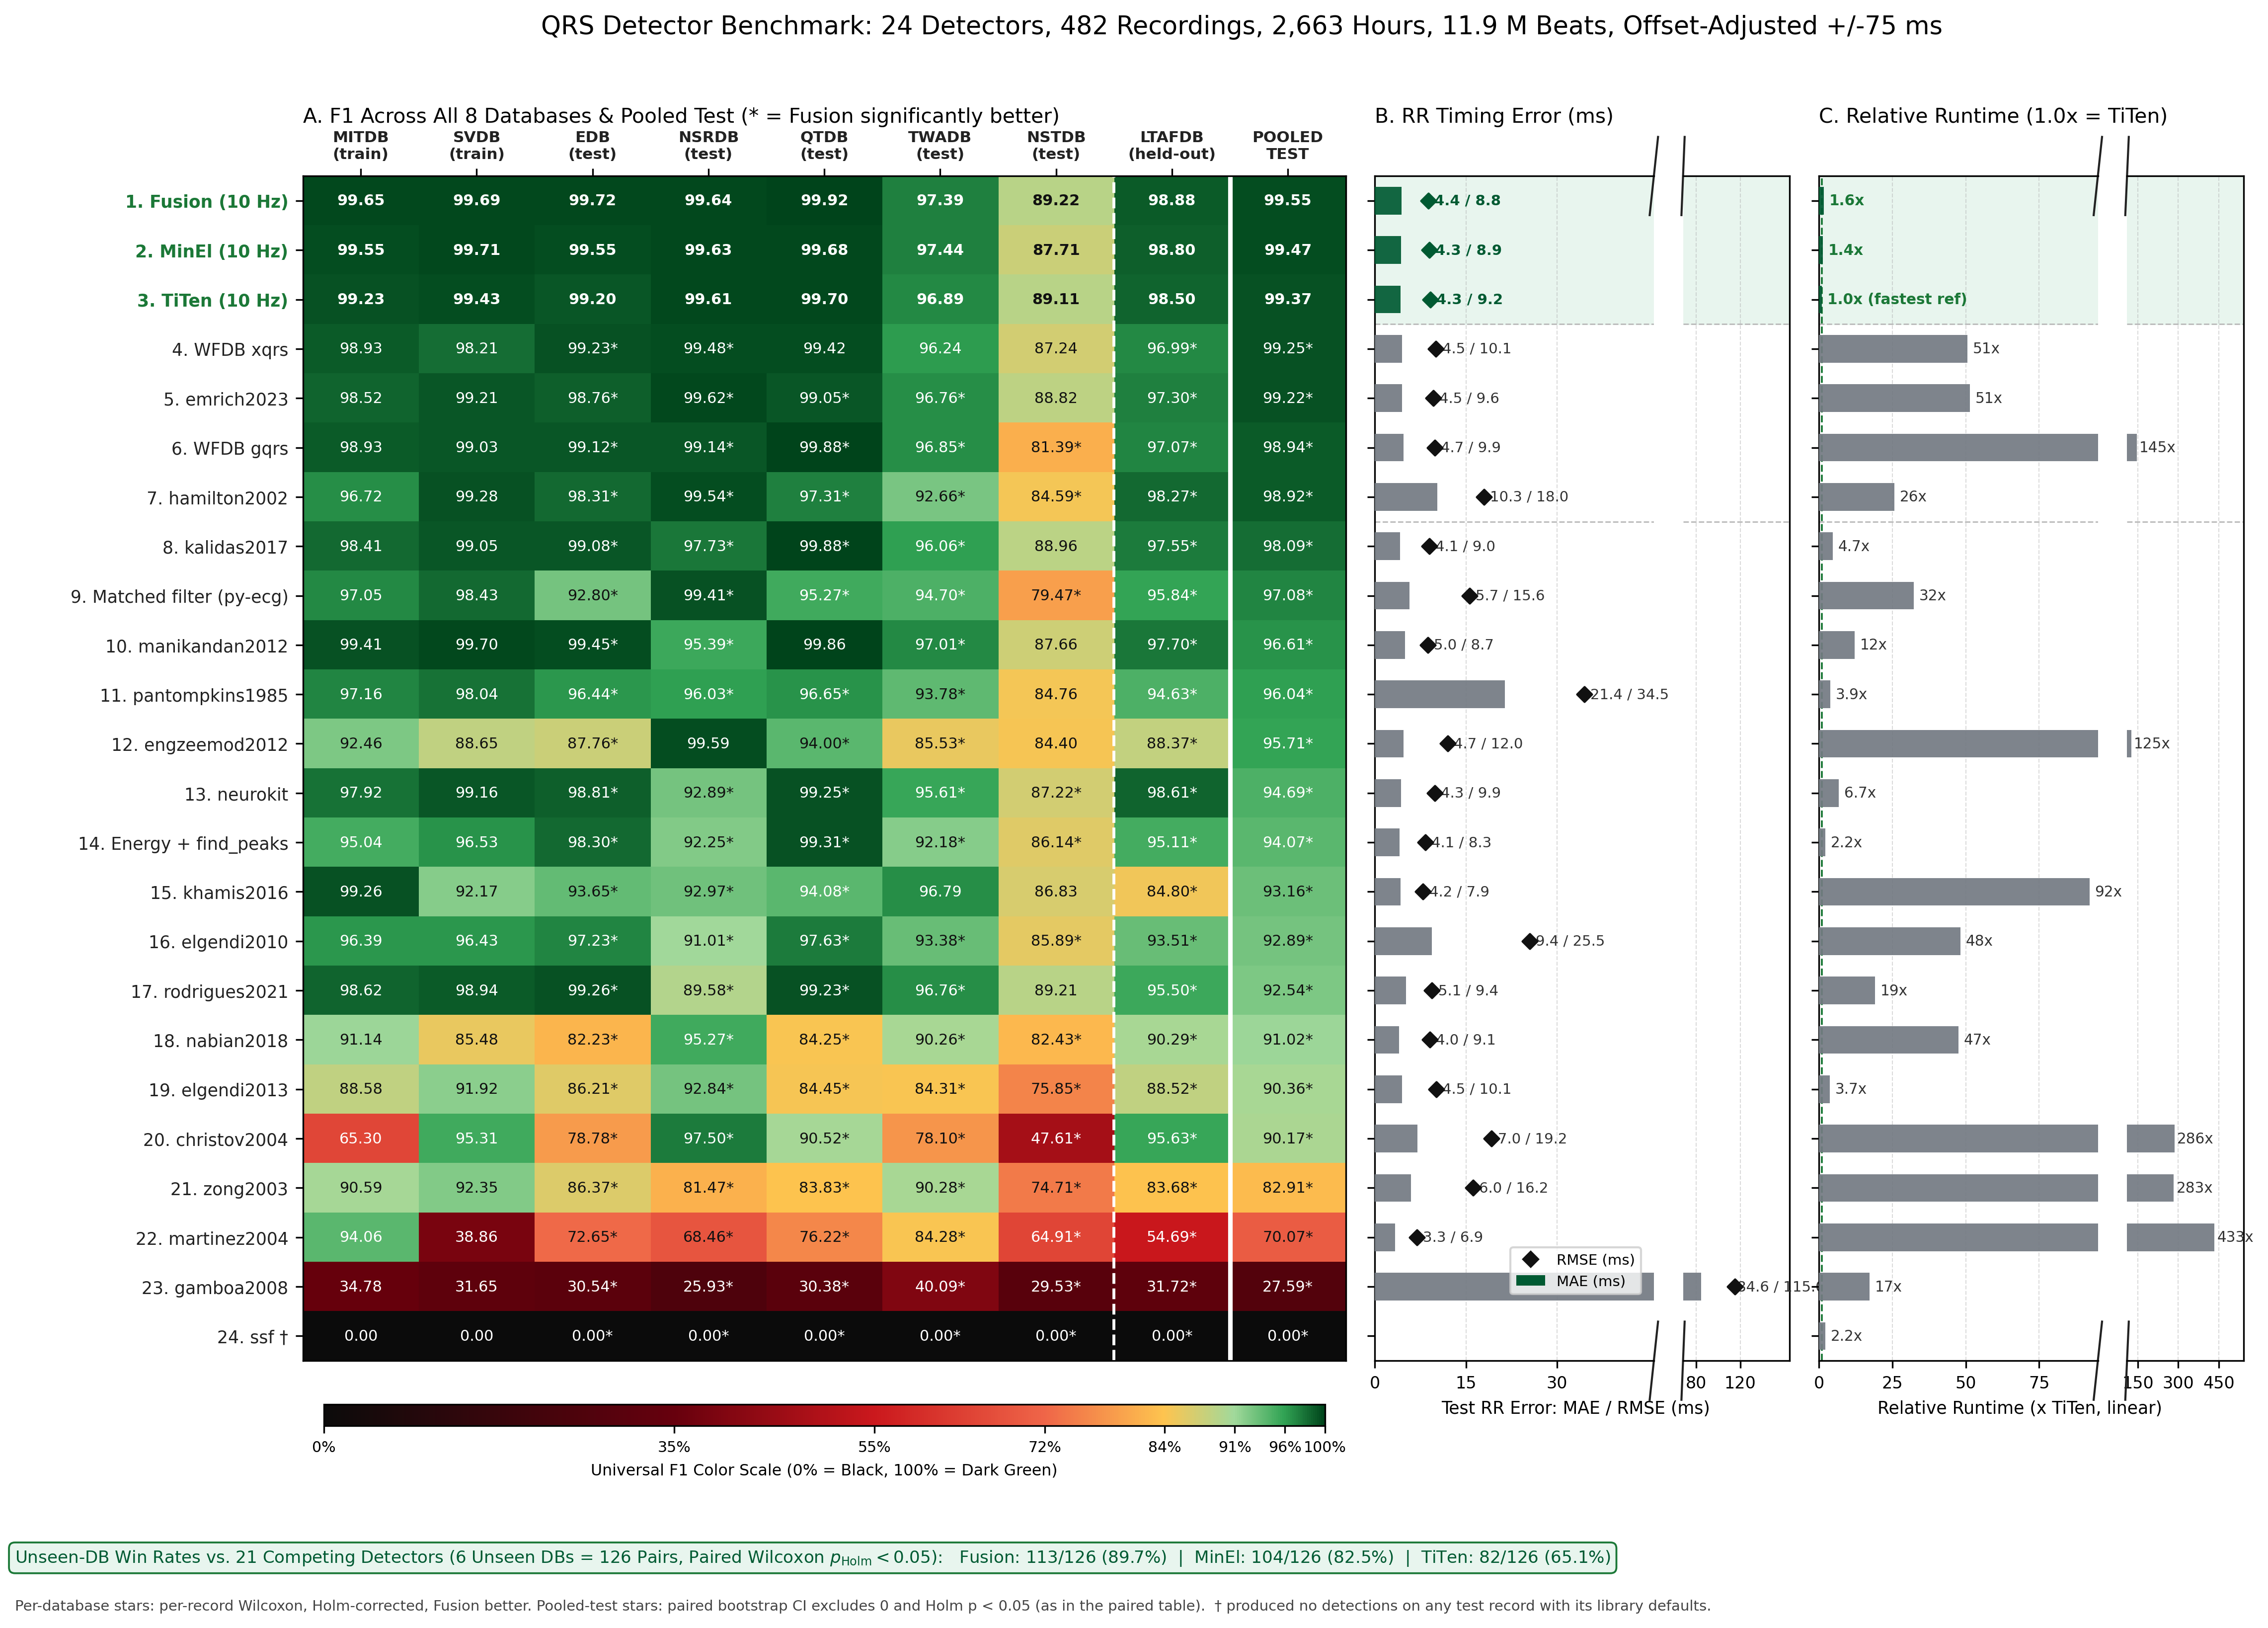 QRS Detector Benchmark: 24 Detectors, 482 Recordings, 2,663 Hours, 11.9 M Beats, Offset-Adjusted +/-75 ms
A. F1 Across All 8 Databases & Pooled Test (* = Fusion significantly better)
MITDB (train) SVDB (train) EDB (test) NSRDB (test) QTDB (test) TWADB (test) NSTDB (test) LTAFDB (held-out) POOLED TEST
1. Fusion (10 Hz) 99.65 99.69 99.72 99.64 99.92 97.39 89.22 98.88 99.55
2. MinEl (10 Hz) 99.55 99.71 99.55 99.63 99.68 97.44 87.71 98.80 99.47
3. TiTen (10 Hz) 99.23 99.43 99.20 99.61 99.70 96.89 89.11 98.50 99.37
4. WFDB xqrs 98.93 98.21 99.23* 99.48* 99.42 96.24 87.24 96.99* 99.25*
5. emrich2023 98.52 99.21 98.76* 99.62* 99.05* 96.76* 88.82 97.30* 99.22*
6. WFDB gqrs 98.93 99.03 99.12* 99.14* 99.88* 96.85* 81.39* 97.07* 98.94*
7. hamilton2002 96.72 99.28 98.31* 99.54* 97.31* 92.66* 84.59* 98.27* 98.92*
8. kalidas2017 98.41 99.05 99.08* 97.73* 99.88* 96.06* 88.96 97.55* 98.09*
9. Matched filter (py-ecg) 97.05 98.43 92.80* 99.41* 95.27* 94.70* 79.47* 95.84* 97.08*
10. manikandan2012 99.41 99.70 99.45* 95.39* 99.86 97.01* 87.66 97.70* 96.61*
11. pantompkins1985 97.16 98.04 96.44* 96.03* 96.65* 93.78* 84.76 94.63* 96.04*
12. engzeemod2012 92.46 88.65 87.76* 99.59 94.00* 85.53* 84.40 88.37* 95.71*
13. neurokit 97.92 99.16 98.81* 92.89* 99.25* 95.61* 87.22* 98.61* 94.69*
14. Energy + find_peaks 95.04 96.53 98.30* 92.25* 99.31* 92.18* 86.14* 95.11* 94.07*
15. khamis2016 99.26 92.17 93.65* 92.97* 94.08* 96.79 86.83 84.80* 93.16*
16. elgendi2010 96.39 96.43 97.23* 91.01* 97.63* 93.38* 85.89* 93.51* 92.89*
17. rodrigues2021 98.62 98.94 99.26* 89.58* 99.23* 96.76* 89.21 95.50* 92.54*
18. nabian2018 91.14 85.48 82.23* 95.27* 84.25* 90.26* 82.43* 90.29* 91.02*
19. elgendi2013 88.58 91.92 86.21* 92.84* 84.45* 84.31* 75.85* 88.52* 90.36*
20. christov2004 65.30 95.31 78.78* 97.50* 90.52* 78.10* 47.61* 95.63* 90.17*
21. zong2003 90.59 92.35 86.37* 81.47* 83.83* 90.28* 74.71* 83.68* 82.91*
22. martinez2004 94.06 38.86 72.65* 68.46* 76.22* 84.28* 64.91* 54.69* 70.07*
23. gamboa2008 34.78 31.65 30.54* 25.93* 30.38* 40.09* 29.53* 31.72* 27.59*
24. ssf † 0.00 0.00 0.00* 0.00* 0.00* 0.00* 0.00* 0.00* 0.00*
0% 35% 55% 72% 84% 91% 96% 100%
Universal F1 Color Scale (0% = Black, 100% = Dark Green)
B. RR Timing Error (ms)
4.4 / 8.8
4.3 / 8.9
4.3 / 9.2
4.5 / 10.1
4.5 / 9.6
4.7 / 9.9
10.3 / 18.0
4.1 / 9.0
5.7 / 15.6
5.0 / 8.7
21.4 / 34.5
4.7 / 12.0
4.3 / 9.9
4.1 / 8.3
4.2 / 7.9
9.4 / 25.5
5.1 / 9.4
4.0 / 9.1
4.5 / 10.1
7.0 / 19.2
6.0 / 16.2
3.3 / 6.9
RMSE (ms)
MAE (ms)
84.6 / 115.
0 15 30 80 120
Test RR Error: MAE / RMSE (ms)
C. Relative Runtime (1.0x = TiTen)
1.6x
1.4x
1.0x (fastest ref)
51x
51x
145x
26x
4.7x
32x
12x
3.9x
125x
6.7x
2.2x
92x
48x
19x
47x
3.7x
286x
283x
433x
17x
2.2x
0 25 50 75 150 300 450
Relative Runtime (x TiTen, linear)
Unseen-DB Win Rates vs. 21 Competing Detectors (6 Unseen DBs = 126 Pairs, Paired Wilcoxon pHolm < 0.05): Fusion: 113/126 (89.7%) | MinEl: 104/126 (82.5%) | TiTen: 82/126 (65.1%)
Per-database stars: per-record Wilcoxon, Holm-corrected, Fusion better. Pooled-test stars: paired bootstrap CI excludes 0 and Holm p < 0.05 (as in the paired table). † produced no detections on any test record with its library defaults.